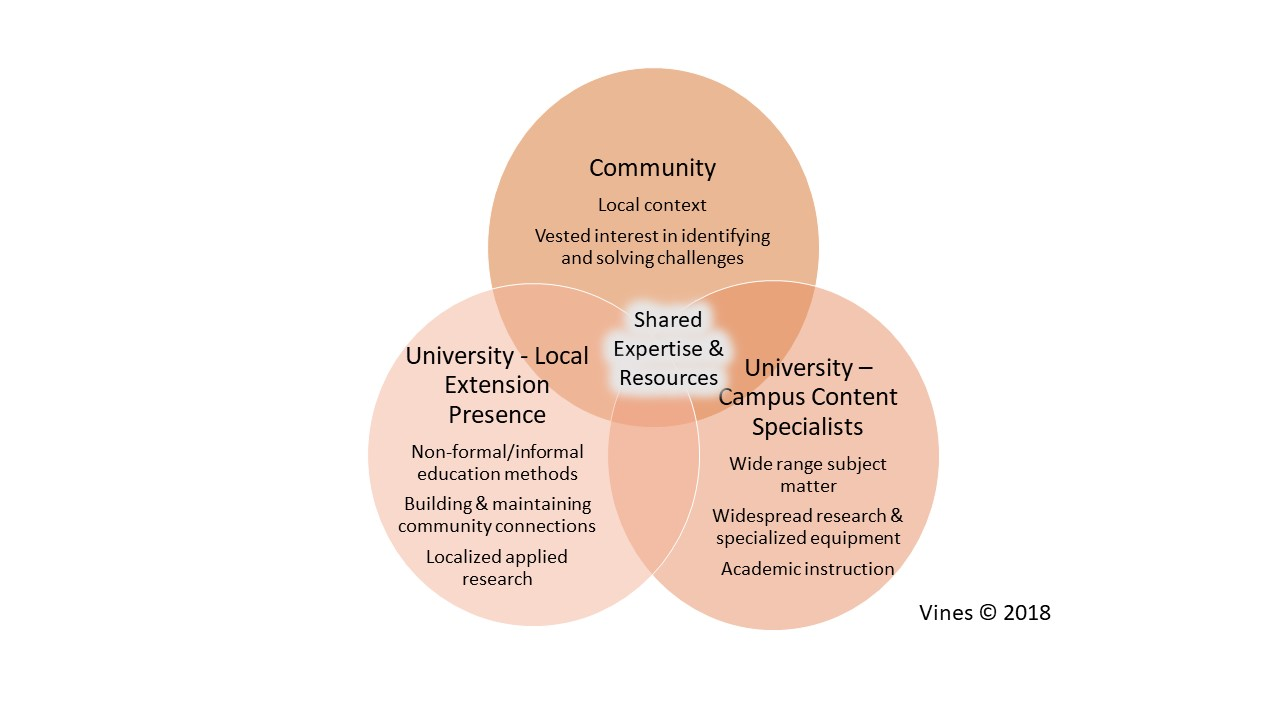 Community
Local context
Vested interest in identifying
and solving challenges
Shared
Expertise &
Resources
University - Local
Extension
Presence
Non-formal/informal
education methods
Building & maintaining
community connections
Localized applied
research
University –
Campus Content
Specialists
Wide range subject
matter
Widespread research &
specialized equipment
Academic instruction
Vines © 2018